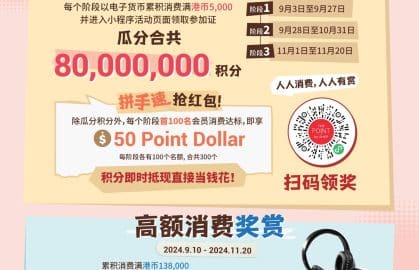 每个阶段以电子货币累积消费满港币5,000
并进入小程序活动页面领取参加证
瓜分合共
80,000,000 积分
阶段1 9月3日至9月27日
阶段2 9月28日至10月31日
阶段3 11月1日至11月20日
人人消费,人人有赏
拼手速 抢红包!
除瓜分积分外,每个阶段首100名会员消费达标,即享
$ 50 Point Dollar
每阶段各有100个名额,合共300个
积分即时抵现直接当钱花!
THE POINT
扫码领奖
高额消费奖赏
2024.9.10 - 2024.11.20
累积消费满港币138,000